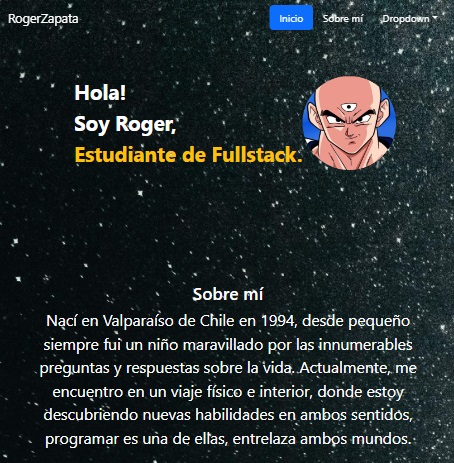 RogerZapata
Inicio
Sobre mí
Dropdown
Hola!
Soy Roger,
Estudiante de Fullstack.
Sobre mí
Nací en Valparaíso de Chile en 1994, desde pequeño
siempre fui un niño maravillado por las innumerables
preguntas y respuestas sobre la vida. Actualmente, me
encuentro en un viaje físico e interior, donde estoy
descubriendo nuevas habilidades en ambos sentidos,
programar es una de ellas, entrelaza ambos mundos.